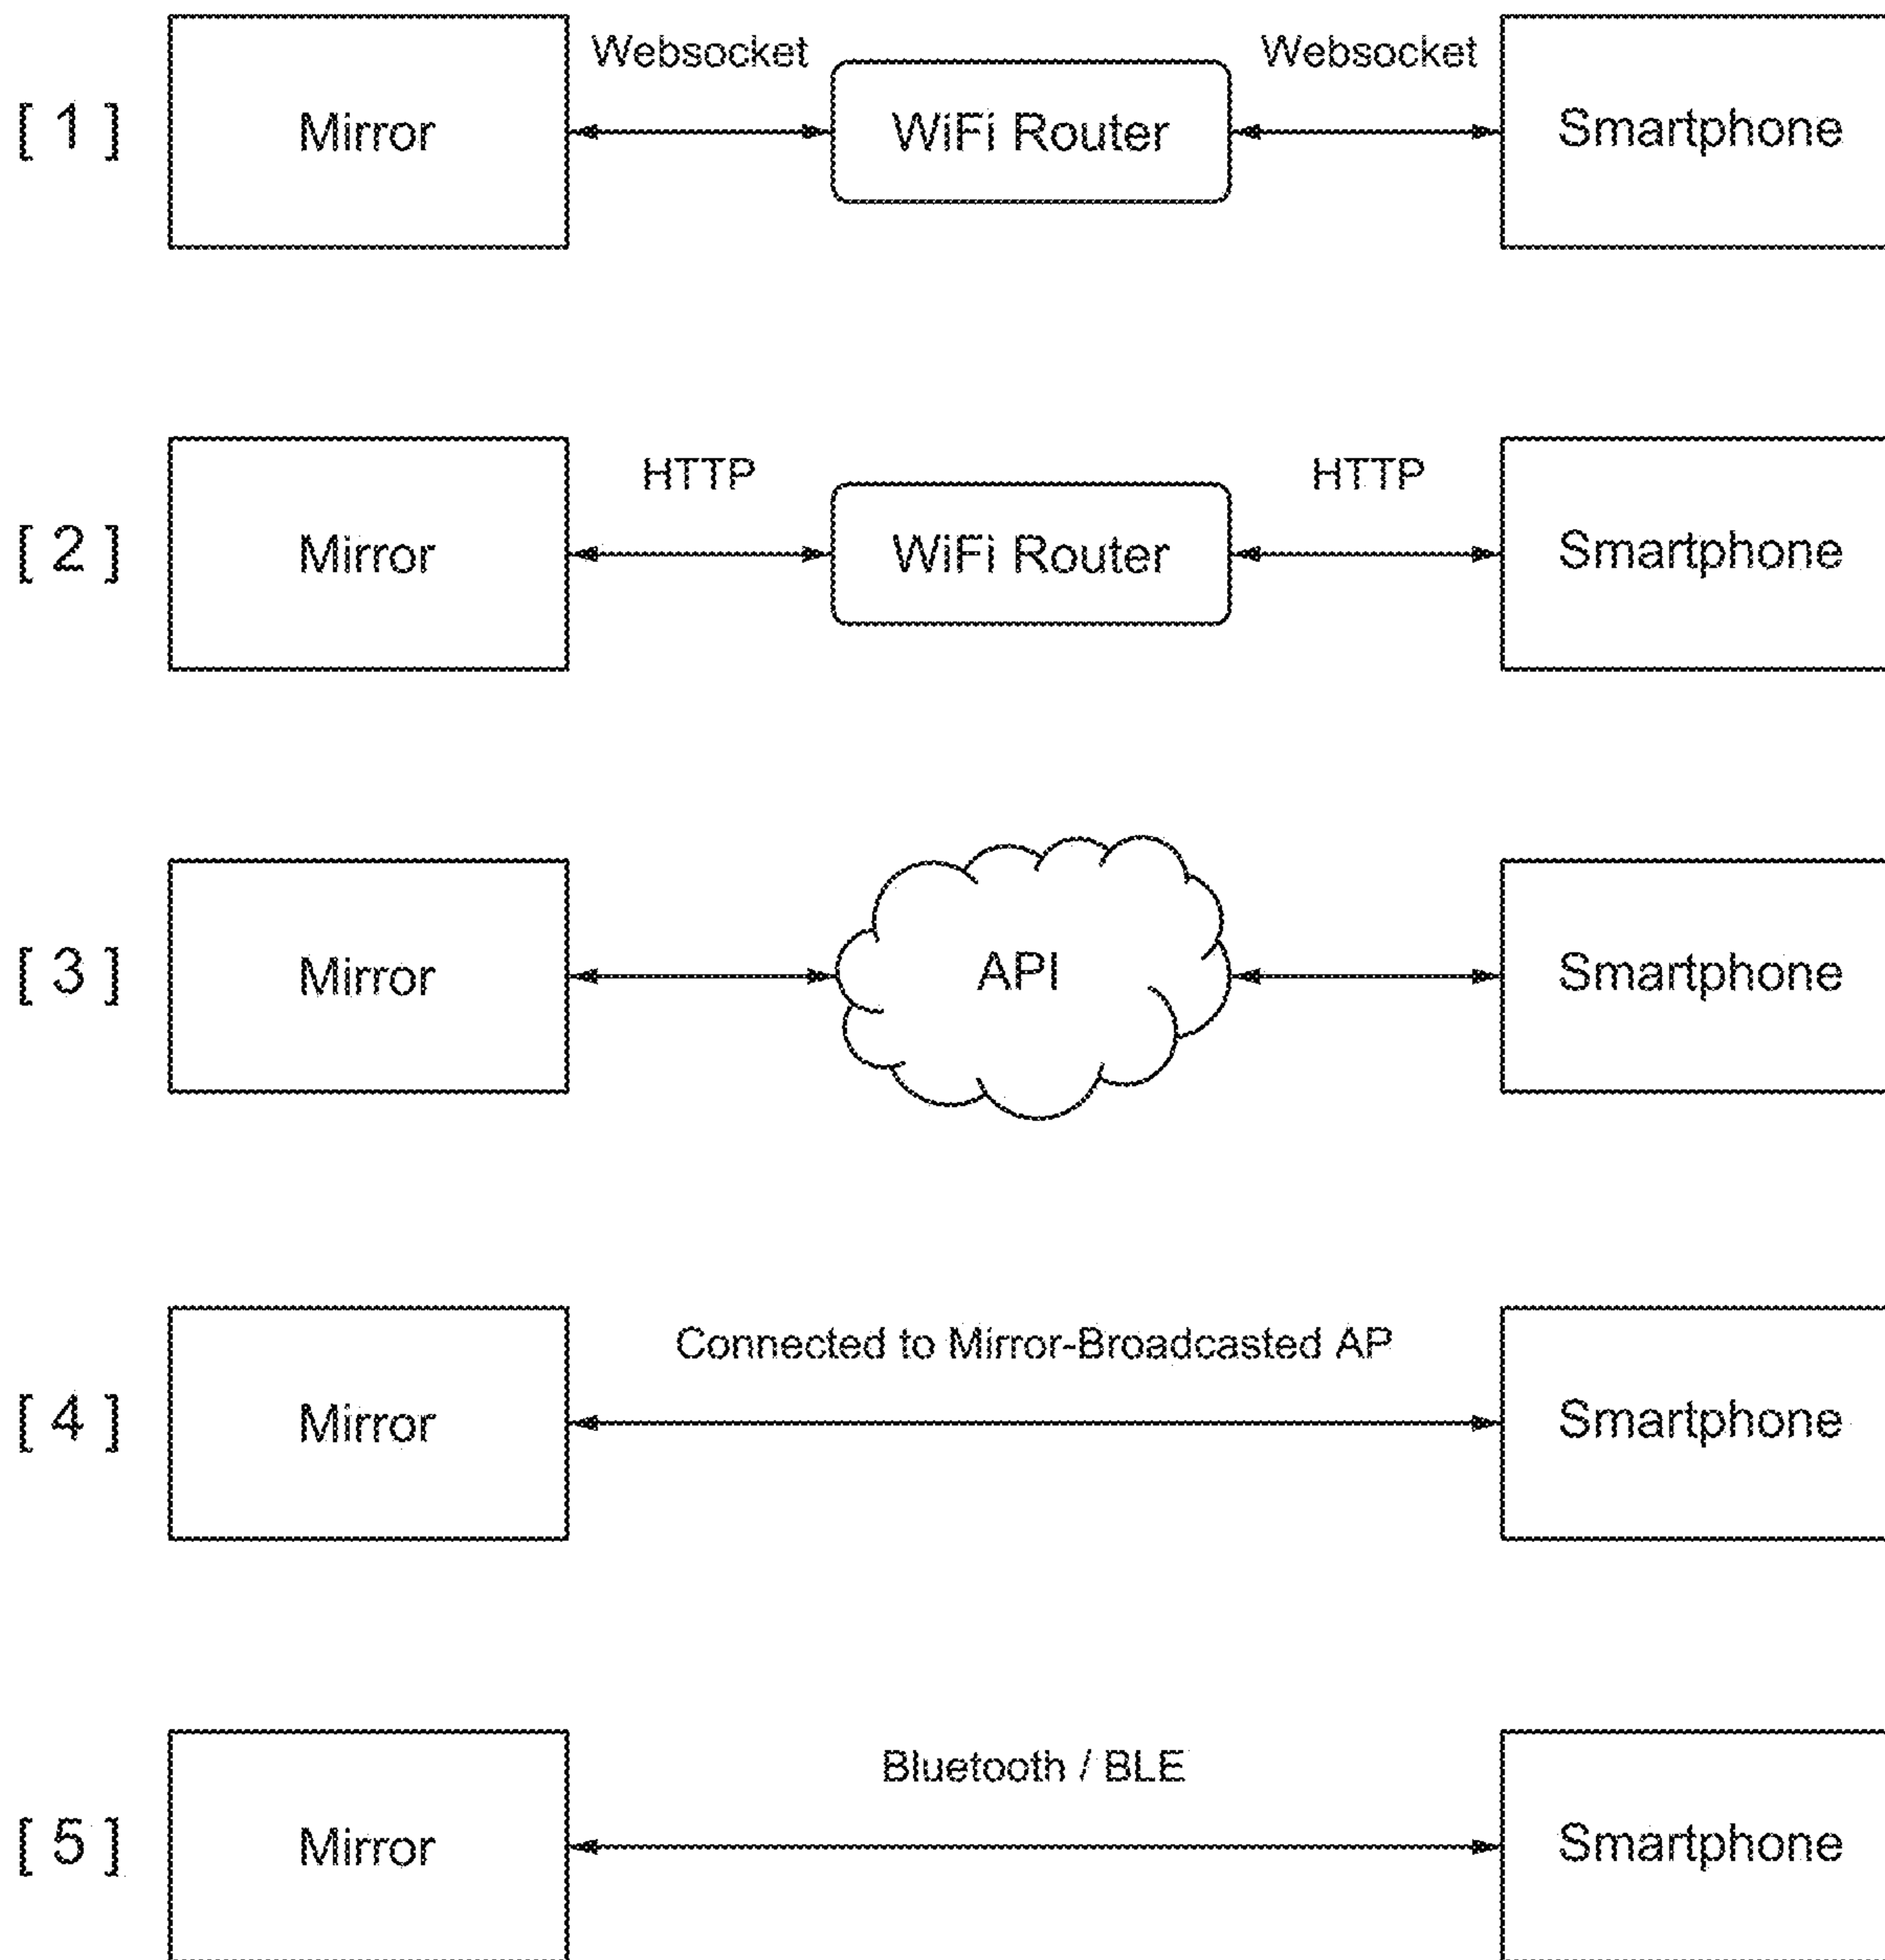 Websocket Websocket
[ 1 ] Mirror WiFi Router Smartphone
HTTP HTTP
[ 2 ] Mirror WiFi Router Smartphone
[ 3 ] Mirror API Smartphone
Connected to Mirror-Broadcasted AP
[ 4 ] Mirror Smartphone
Bluetooth / BLE
[ 5 ] Mirror Smartphone